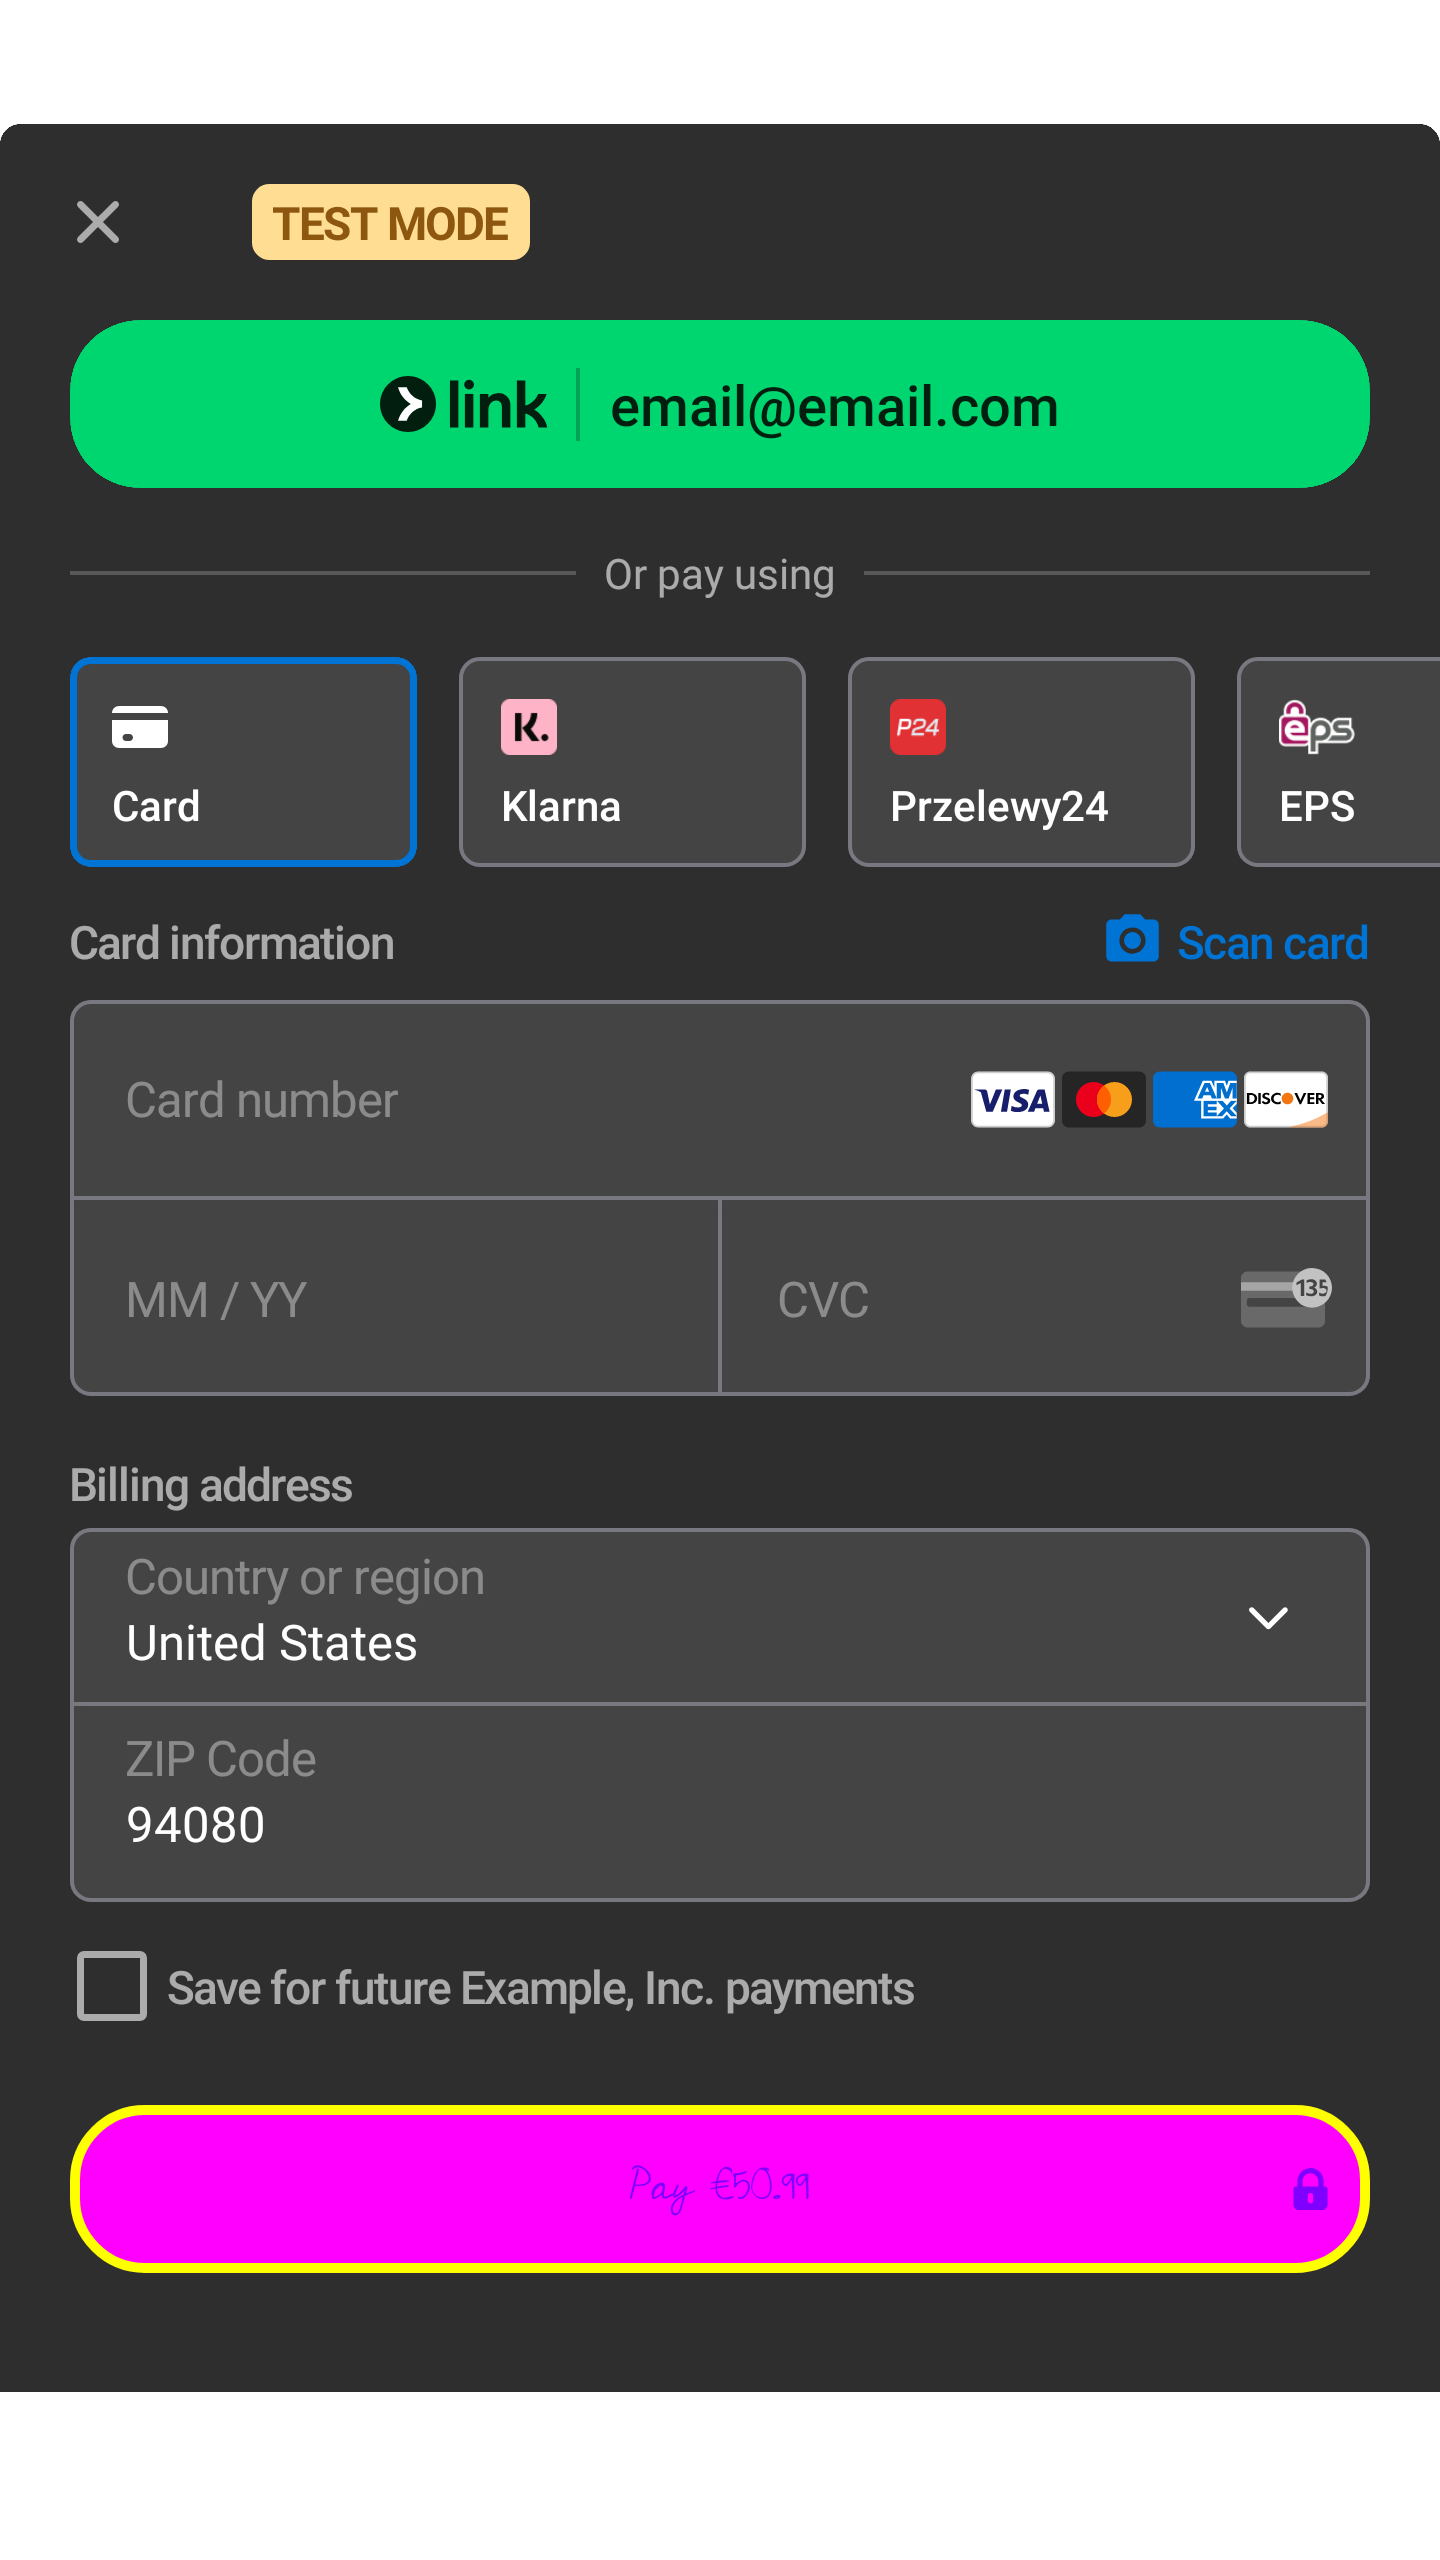 TEST MODE
link email@email.com
Or pay using
K. P24 eps
Card Klarna Przelewy24 EPS
Card information Scan card
Card number VISA AM EX DISCOVER
MM / YY CVC 135
Billing address
Country or region
United States
ZIP Code
94080
Save for future Example, Inc. payments
Pay €50.99